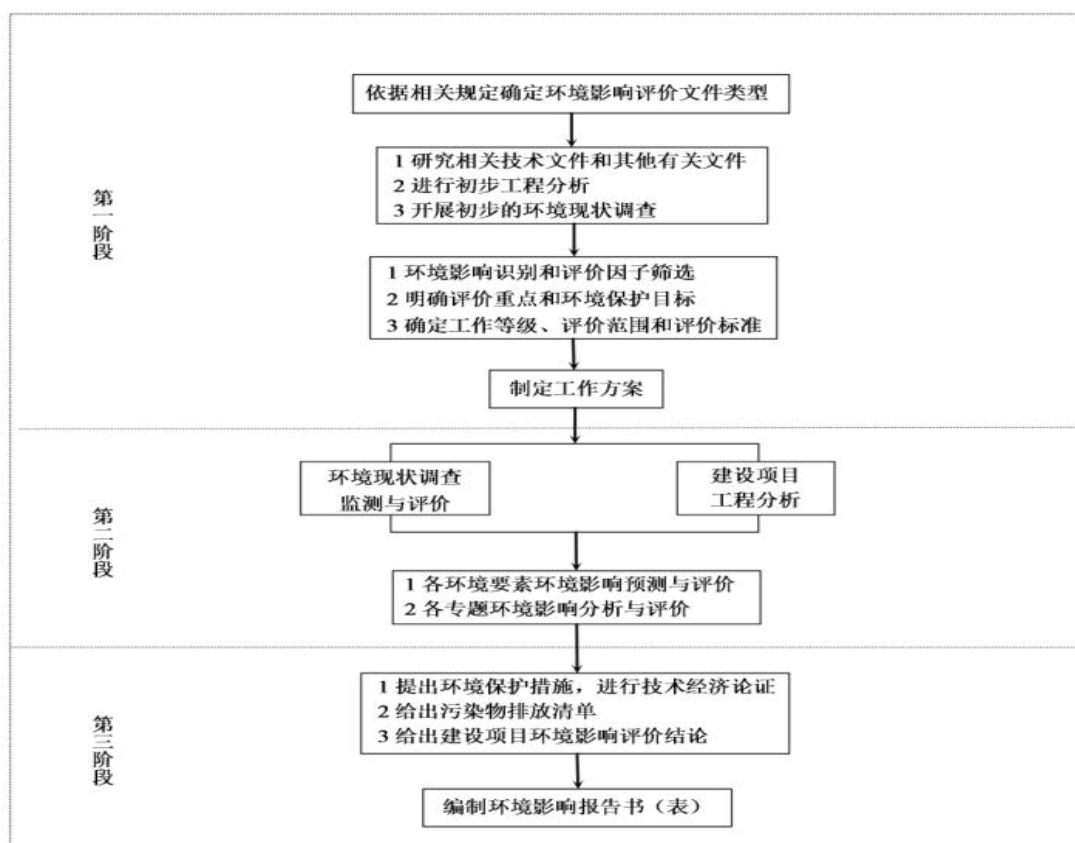 依据相关规定确定环境影响评价文件类型
1 研究相关技术文件和其他有关文件
2 进行初步工程分析
3 开展初步的环境现状调查
第一阶段
1 环境影响识别和评价因子筛选
2 明确评价重点和环境保护目标
3 确定工作等级、评价范围和评价标准
制定工作方案
环境现状调查
监测与评价
建设项目
工程分析
第二阶段
1 各环境要素环境影响预测与评价
2 各专题环境影响分析与评价
1 提出环境保护措施，进行技术经济论证
2 给出污染物排放清单
3 给出建设项目环境影响评价结论
第三阶段
编制环境影响报告书（表）